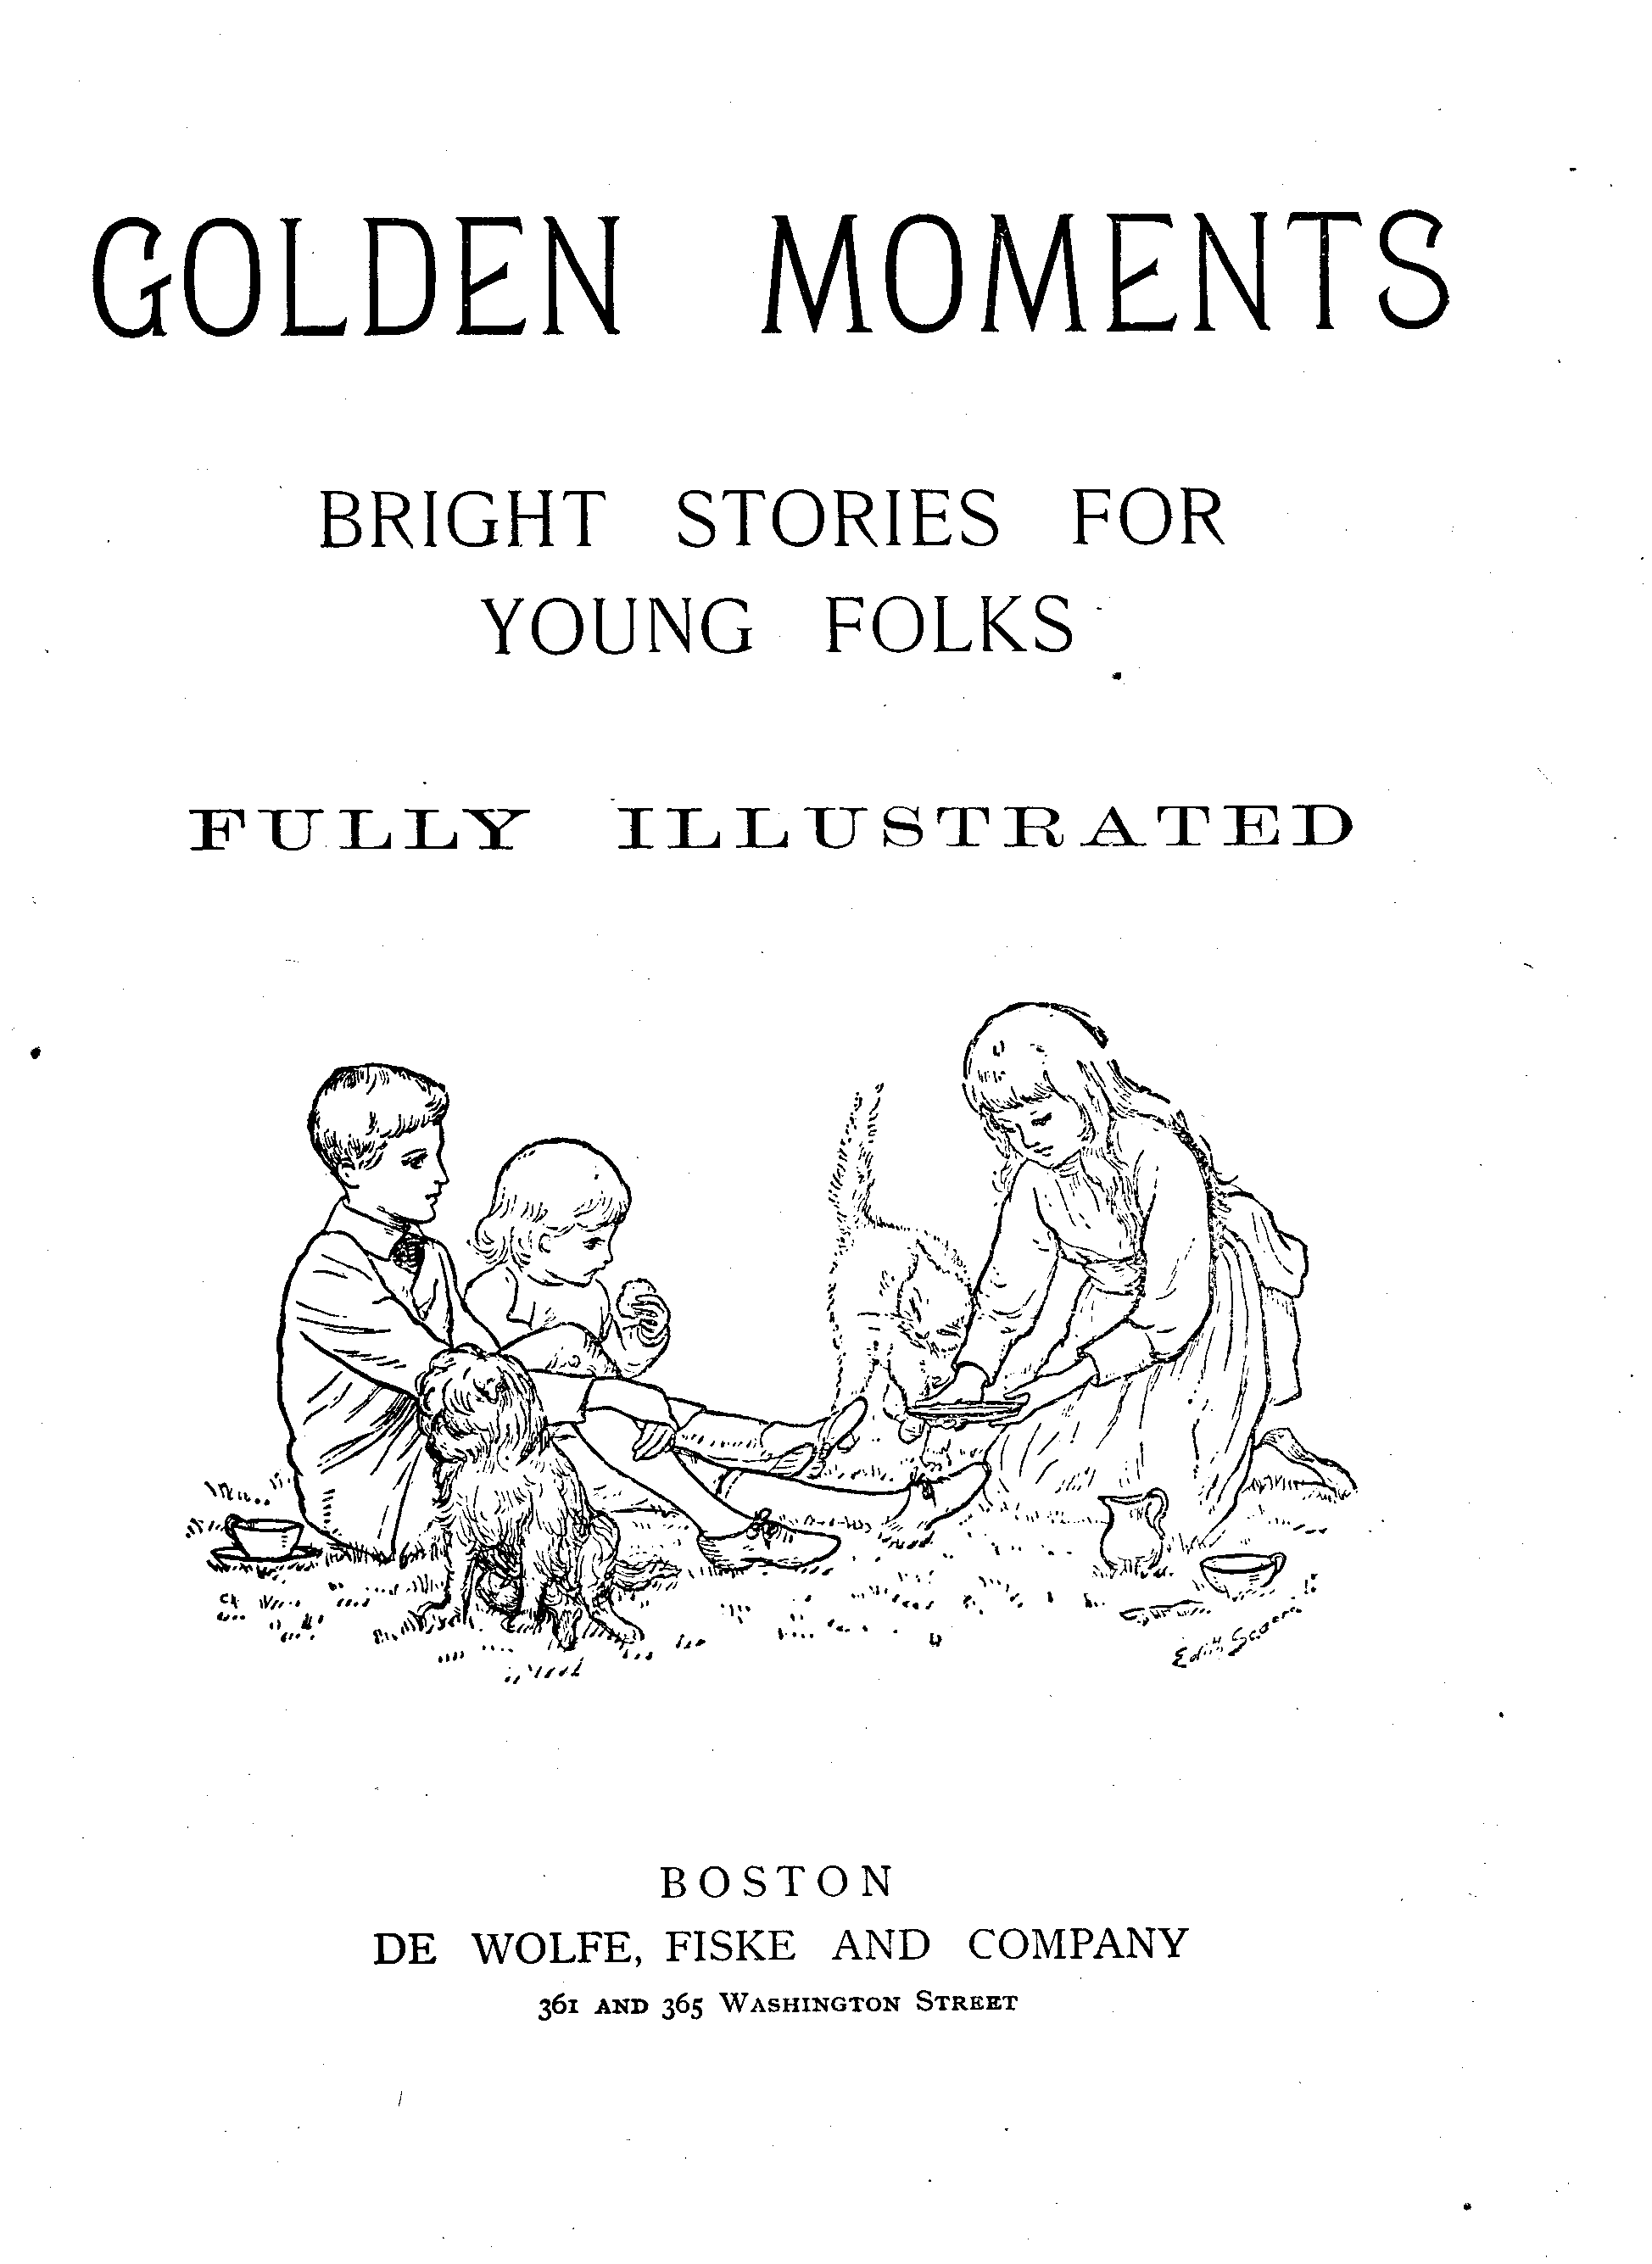 GOLDEN MOMENTS
BRIGHT STORIES FOR
YOUNG FOLKS
FULLY ILLUSTRATED
Edith
BOSTON
DE WOLFE, FISKE AND COMPANY
361 AND 365 WASHINGTON STREET